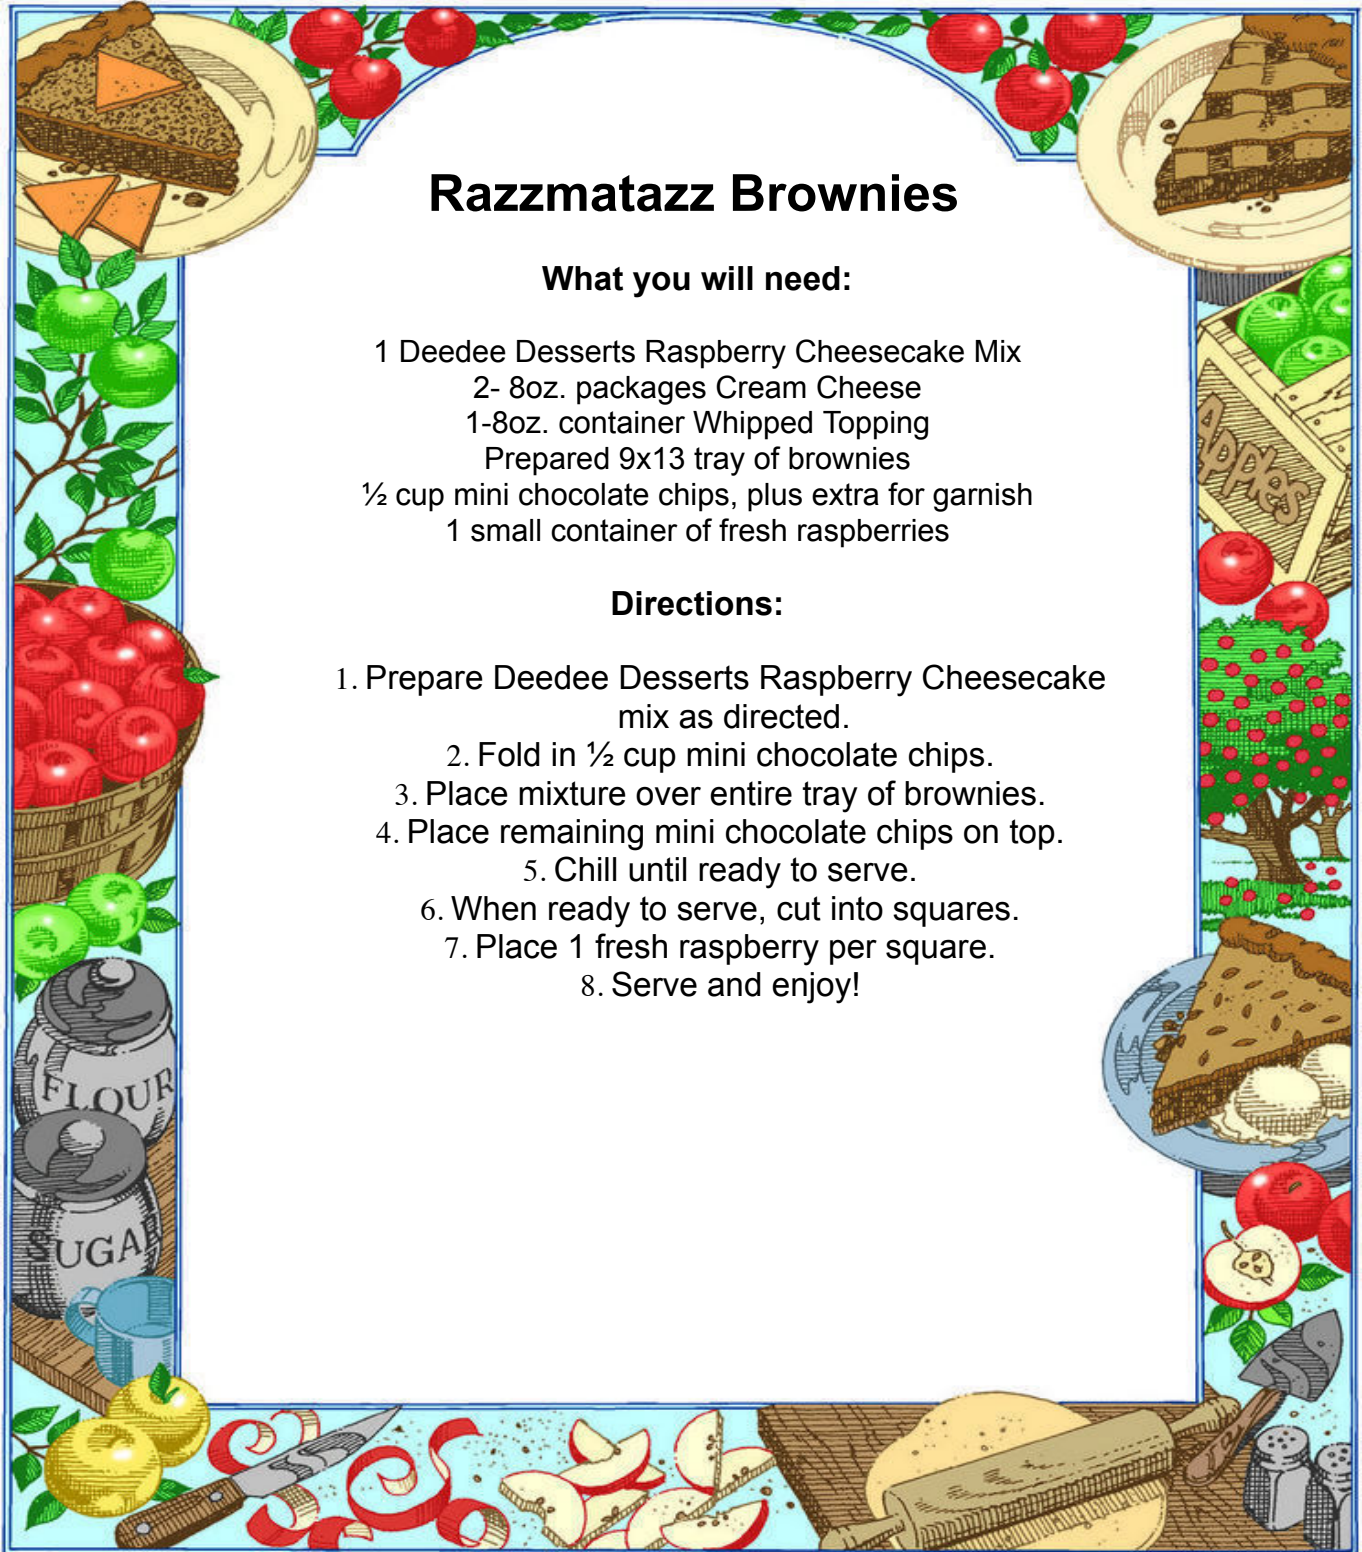 Razzmatazz Brownies
What you will need:
1 Deedee Desserts Raspberry Cheesecake Mix
2- 8oz. packages Cream Cheese
1-8oz. container Whipped Topping
Prepared 9x13 tray of brownies
½ cup mini chocolate chips, plus extra for garnish
1 small container of fresh raspberries
Directions:
1. Prepare Deedee Desserts Raspberry Cheesecake
mix as directed.
2. Fold in ½ cup mini chocolate chips.
3. Place mixture over entire tray of brownies.
4. Place remaining mini chocolate chips on top.
5. Chill until ready to serve.
6. When ready to serve, cut into squares.
7. Place 1 fresh raspberry per square.
8. Serve and enjoy!
APPles
FLOUR
SUGAR